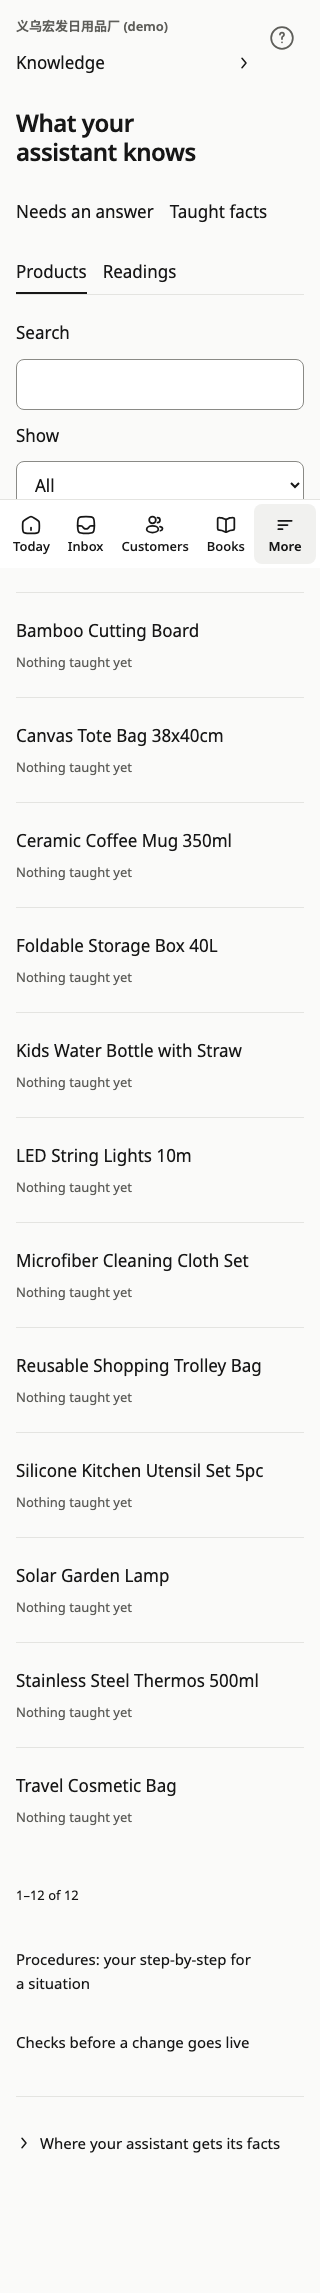 义乌宏发日用品厂 (demo)
Knowledge
What your
assistant knows
Needs an answer Taught facts
Products Readings
Search
Show
All
Today Inbox Customers Books More
Bamboo Cutting Board
Nothing taught yet
Canvas Tote Bag 38x40cm
Nothing taught yet
Ceramic Coffee Mug 350ml
Nothing taught yet
Foldable Storage Box 40L
Nothing taught yet
Kids Water Bottle with Straw
Nothing taught yet
LED String Lights 10m
Nothing taught yet
Microfiber Cleaning Cloth Set
Nothing taught yet
Reusable Shopping Trolley Bag
Nothing taught yet
Silicone Kitchen Utensil Set 5pc
Nothing taught yet
Solar Garden Lamp
Nothing taught yet
Stainless Steel Thermos 500ml
Nothing taught yet
Travel Cosmetic Bag
Nothing taught yet
1–12 of 12
Procedures: your step-by-step for
a situation
Checks before a change goes live
Where your assistant gets its facts